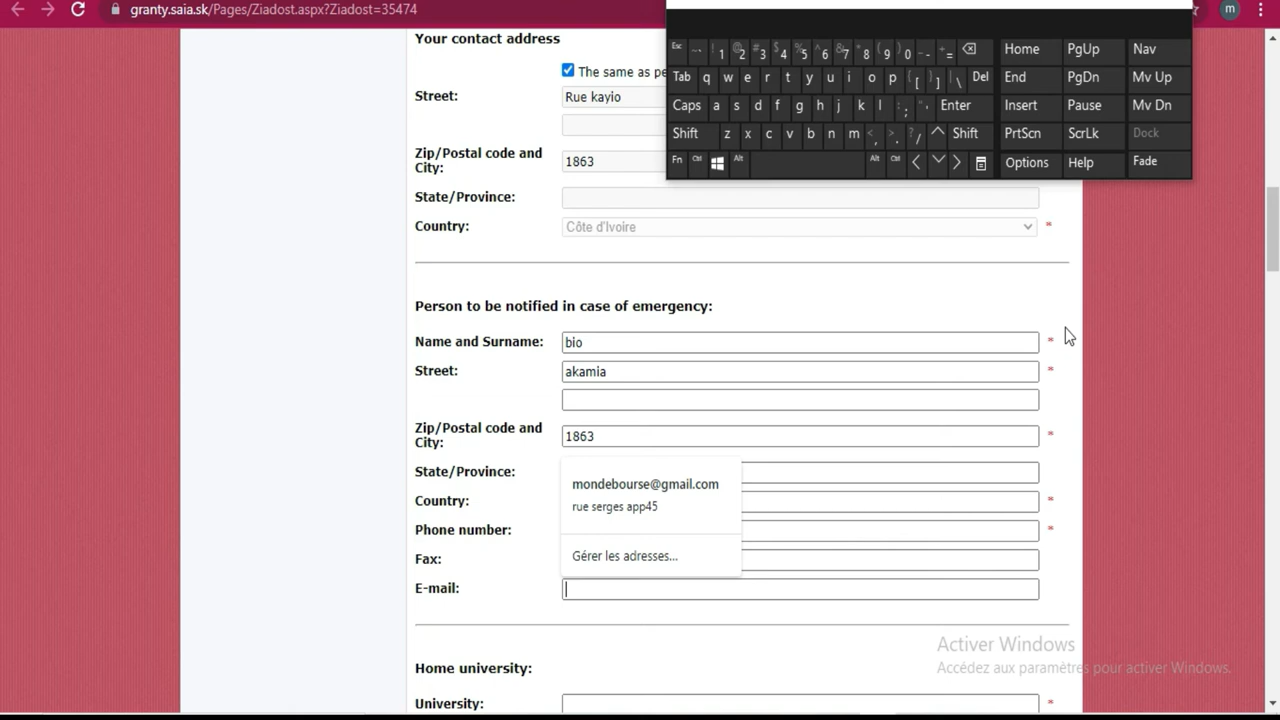 granty.saia.sk/Pages/Ziadost.aspx?Ziadost=35474
m
Your contact address
The same as pe
Street: Rue kayio
Zip/Postal code and City: 1863
State/Province:
Country: Côte d'Ivoire *
Person to be notified in case of emergency:
Name and Surname: bio *
Street: akamia *
Zip/Postal code and City: 1863 *
State/Province:
mondebourse@gmail.com
rue serges app45
Country: *
Phone number: *
Gérer les adresses...
Fax:
E-mail:
Home university:
University: *
Esc ~ ` ! 1 @ 2 # 3 $ 4 % 5 ^ 6 & 7 * 8 ( 9 ) 0 _ - + = Home PgUp Nav
Tab q w e r t y u i o p { [ } ] | \ Del End PgDn Mv Up
Caps a s d f g h j k l : ; " ' Enter Insert Pause Mv Dn
Shift z x c v b n m < , > . ? / Shift PrtScn ScrLk Dock
Fn Ctrl Alt Alt Ctrl Options Help Fade
Activer Windows
Accédez aux paramètres pour activer Windows.